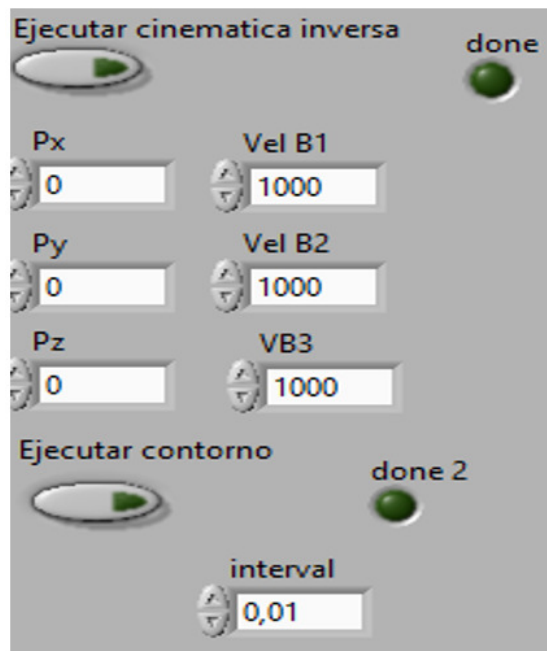 Ejecutar cinematica inversa
done
Px
Vel B1
0
1000
Py
Vel B2
0
1000
Pz
VB3
0
1000
Ejecutar contorno
done 2
interval
0,01